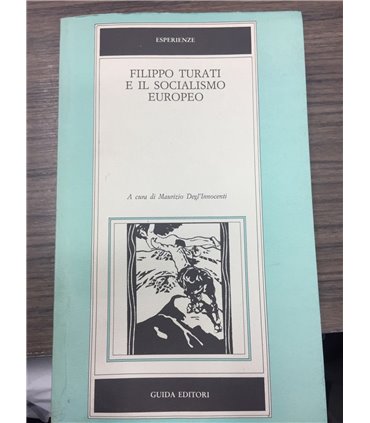 ESPERIENZE
FILIPPO TURATI
E IL SOCIALISMO
EUROPEO
A cura di Maurizio Degl'Innocenti
GUIDA EDITORI